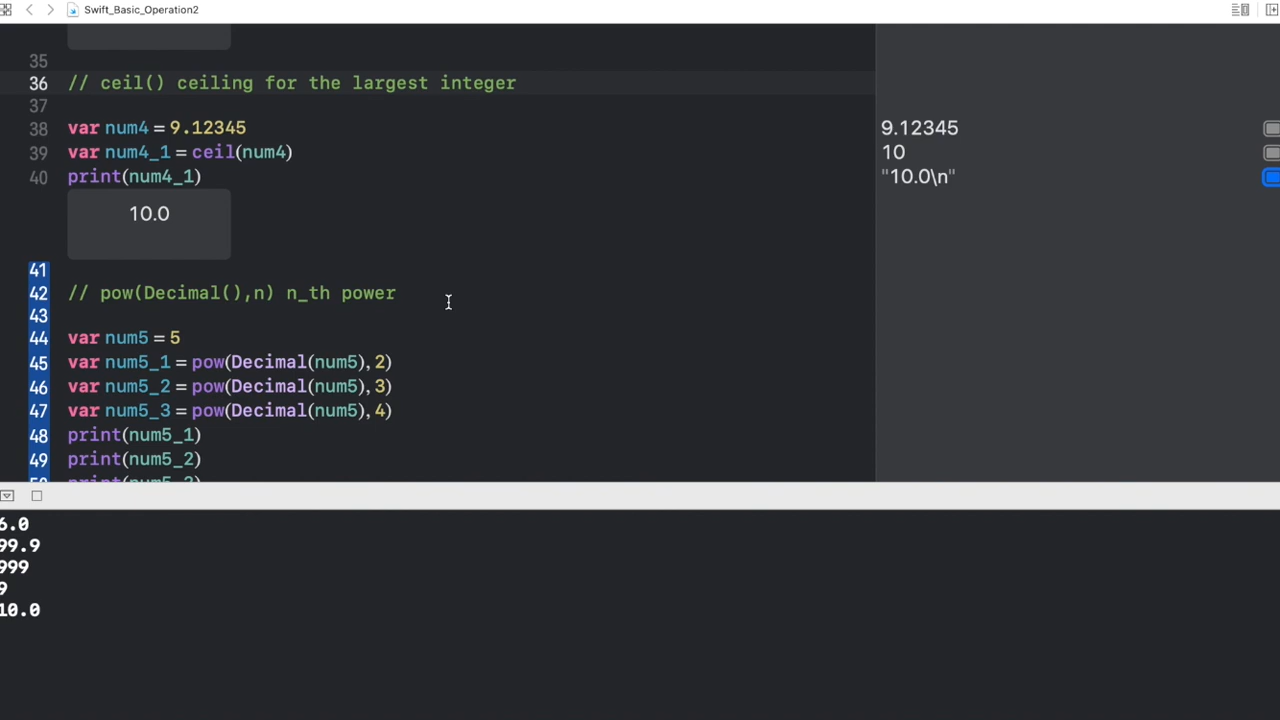 Swift_Basic_Operation2
35
36 // ceil() ceiling for the largest integer
37
38 var num4 = 9.12345 9.12345
39 var num4_1 = ceil(num4) 10
40 print(num4_1) "10.0\n"
10.0
41
42 // pow(Decimal(),n) n_th power
43
44 var num5 = 5
45 var num5_1 = pow(Decimal(num5),2)
46 var num5_2 = pow(Decimal(num5),3)
47 var num5_3 = pow(Decimal(num5),4)
48 print(num5_1)
49 print(num5_2)
6.0
99.9
999
9
10.0